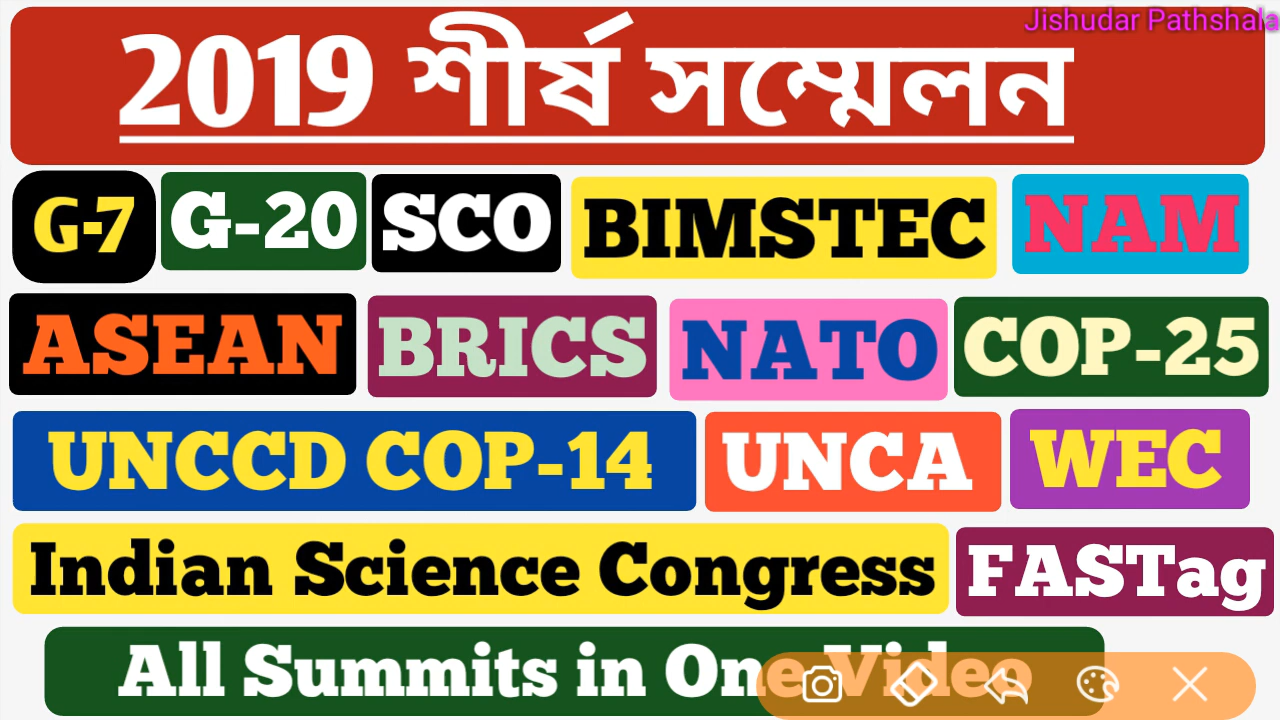 Jishudar Pathshala
2019 শীর্ষ সম্মেলন
G-7 G-20 SCO BIMSTEC NAM
ASEAN BRICS NATO COP-25
UNCCD COP-14 UNCA WEC
Indian Science Congress FASTag
All Summits in One Video